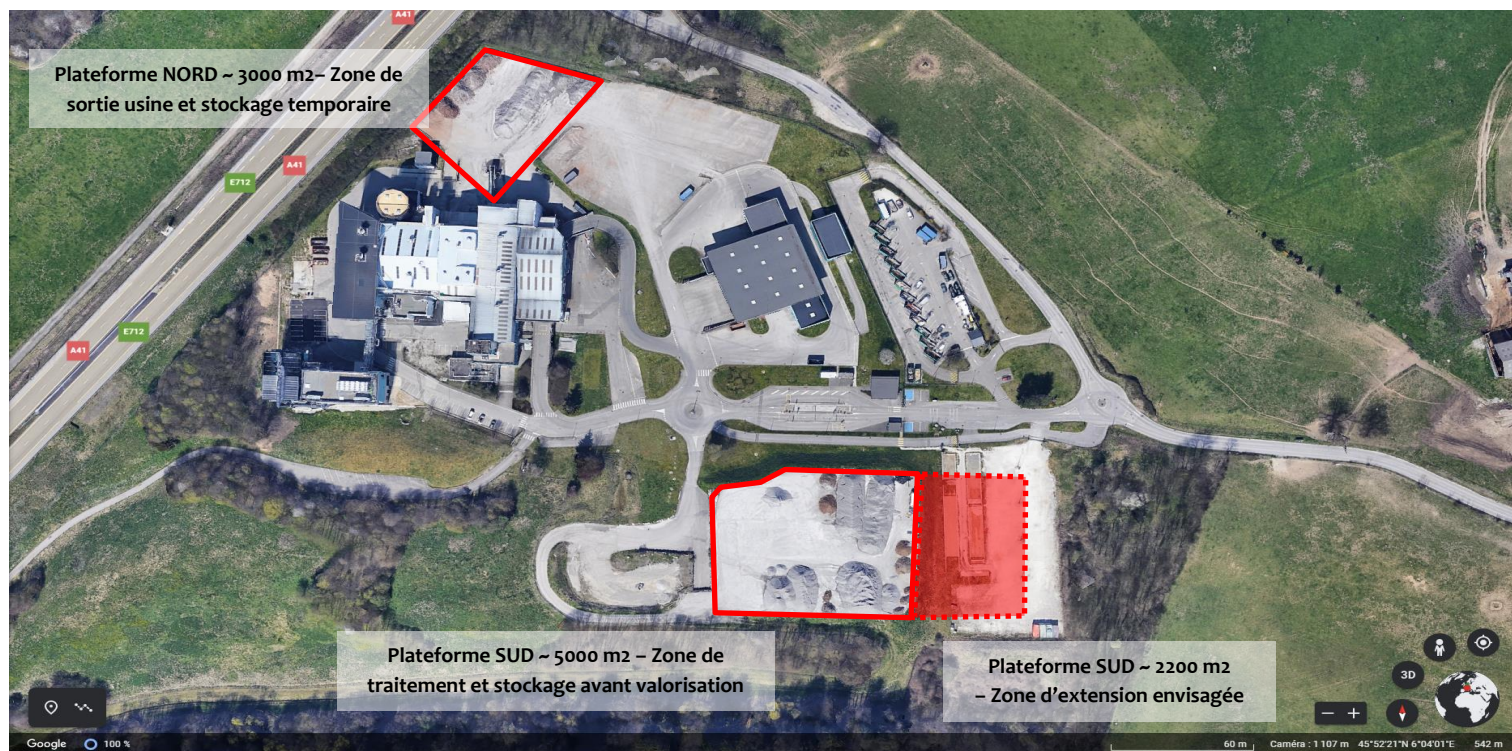 A41
Plateforme NORD ~ 3000 m2– Zone de
sortie usine et stockage temporaire
A41
E712
E712
A41
Plateforme SUD ~ 5000 m2 – Zone de
traitement et stockage avant valorisation
Plateforme SUD ~ 2200 m2
– Zone d'extension envisagée
3D
Google 100 % 60 m Caméra : 1 107 m 45°52'21"N 6°04'01"E 542 m